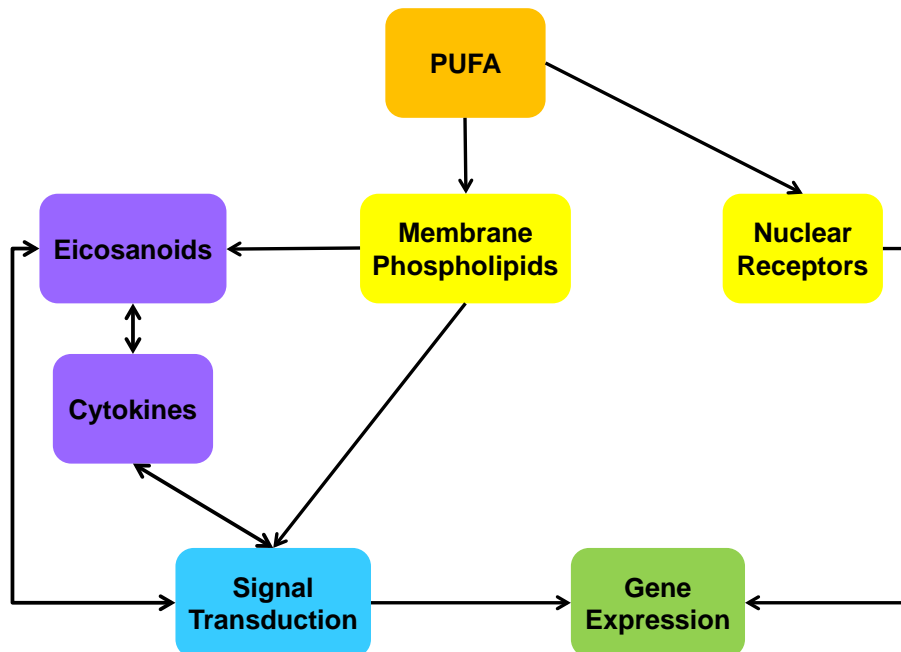 PUFA
Eicosanoids
Membrane
Phospholipids
Nuclear
Receptors
Cytokines
Signal
Transduction
Gene
Expression